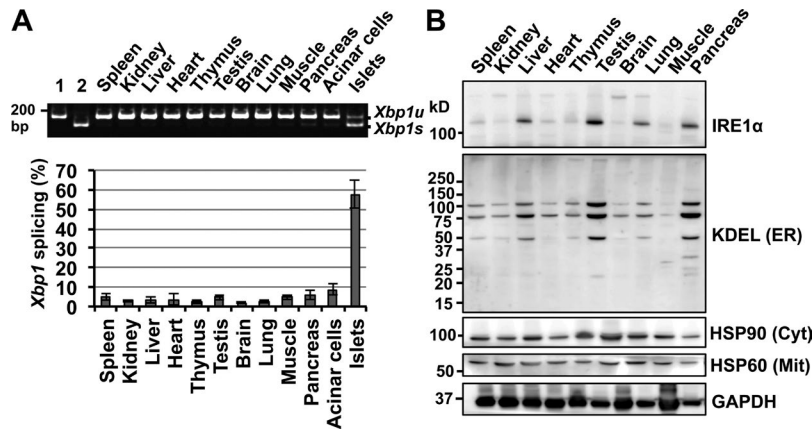 A
1 2 Spleen Kidney Liver Heart Thymus Testis Brain Lung Muscle Pancreas Acinar cells Islets
200
bp
Xbp1u
Xbp1s
Xbp1 splicing (%)
70
60
50
40
30
20
10
0
Spleen Kidney Liver Heart Thymus Testis Brain Lung Muscle Pancreas Acinar cells Islets
B
Spleen Kidney Liver Heart Thymus Testis Brain Lung Muscle Pancreas
kD
100
IRE1α
250
150
100
75
50
37
25
20
15
KDEL (ER)
100
HSP90 (Cyt)
50
HSP60 (Mit)
37
GAPDH